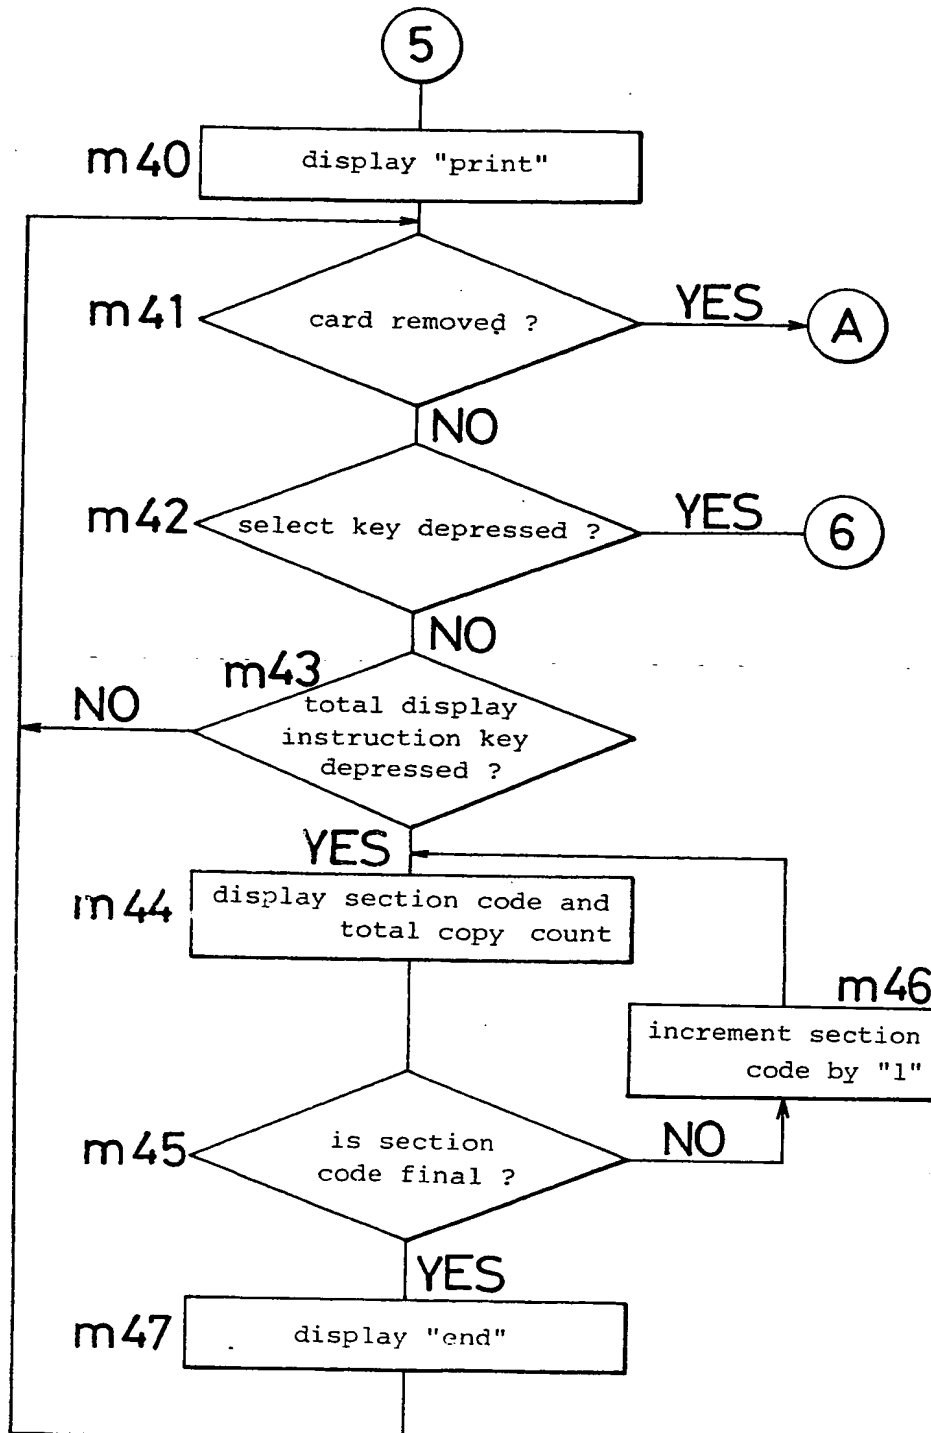 5
m40
display "print"
m41
card removed ?
YES
A
NO
m42
select key depressed ?
YES
6
NO
m43
NO
total display
instruction key
depressed ?
YES
m44
display section code and
total copy count
m46
increment section
code by "1"
m45
is section
code final ?
NO
YES
m47
display "end"